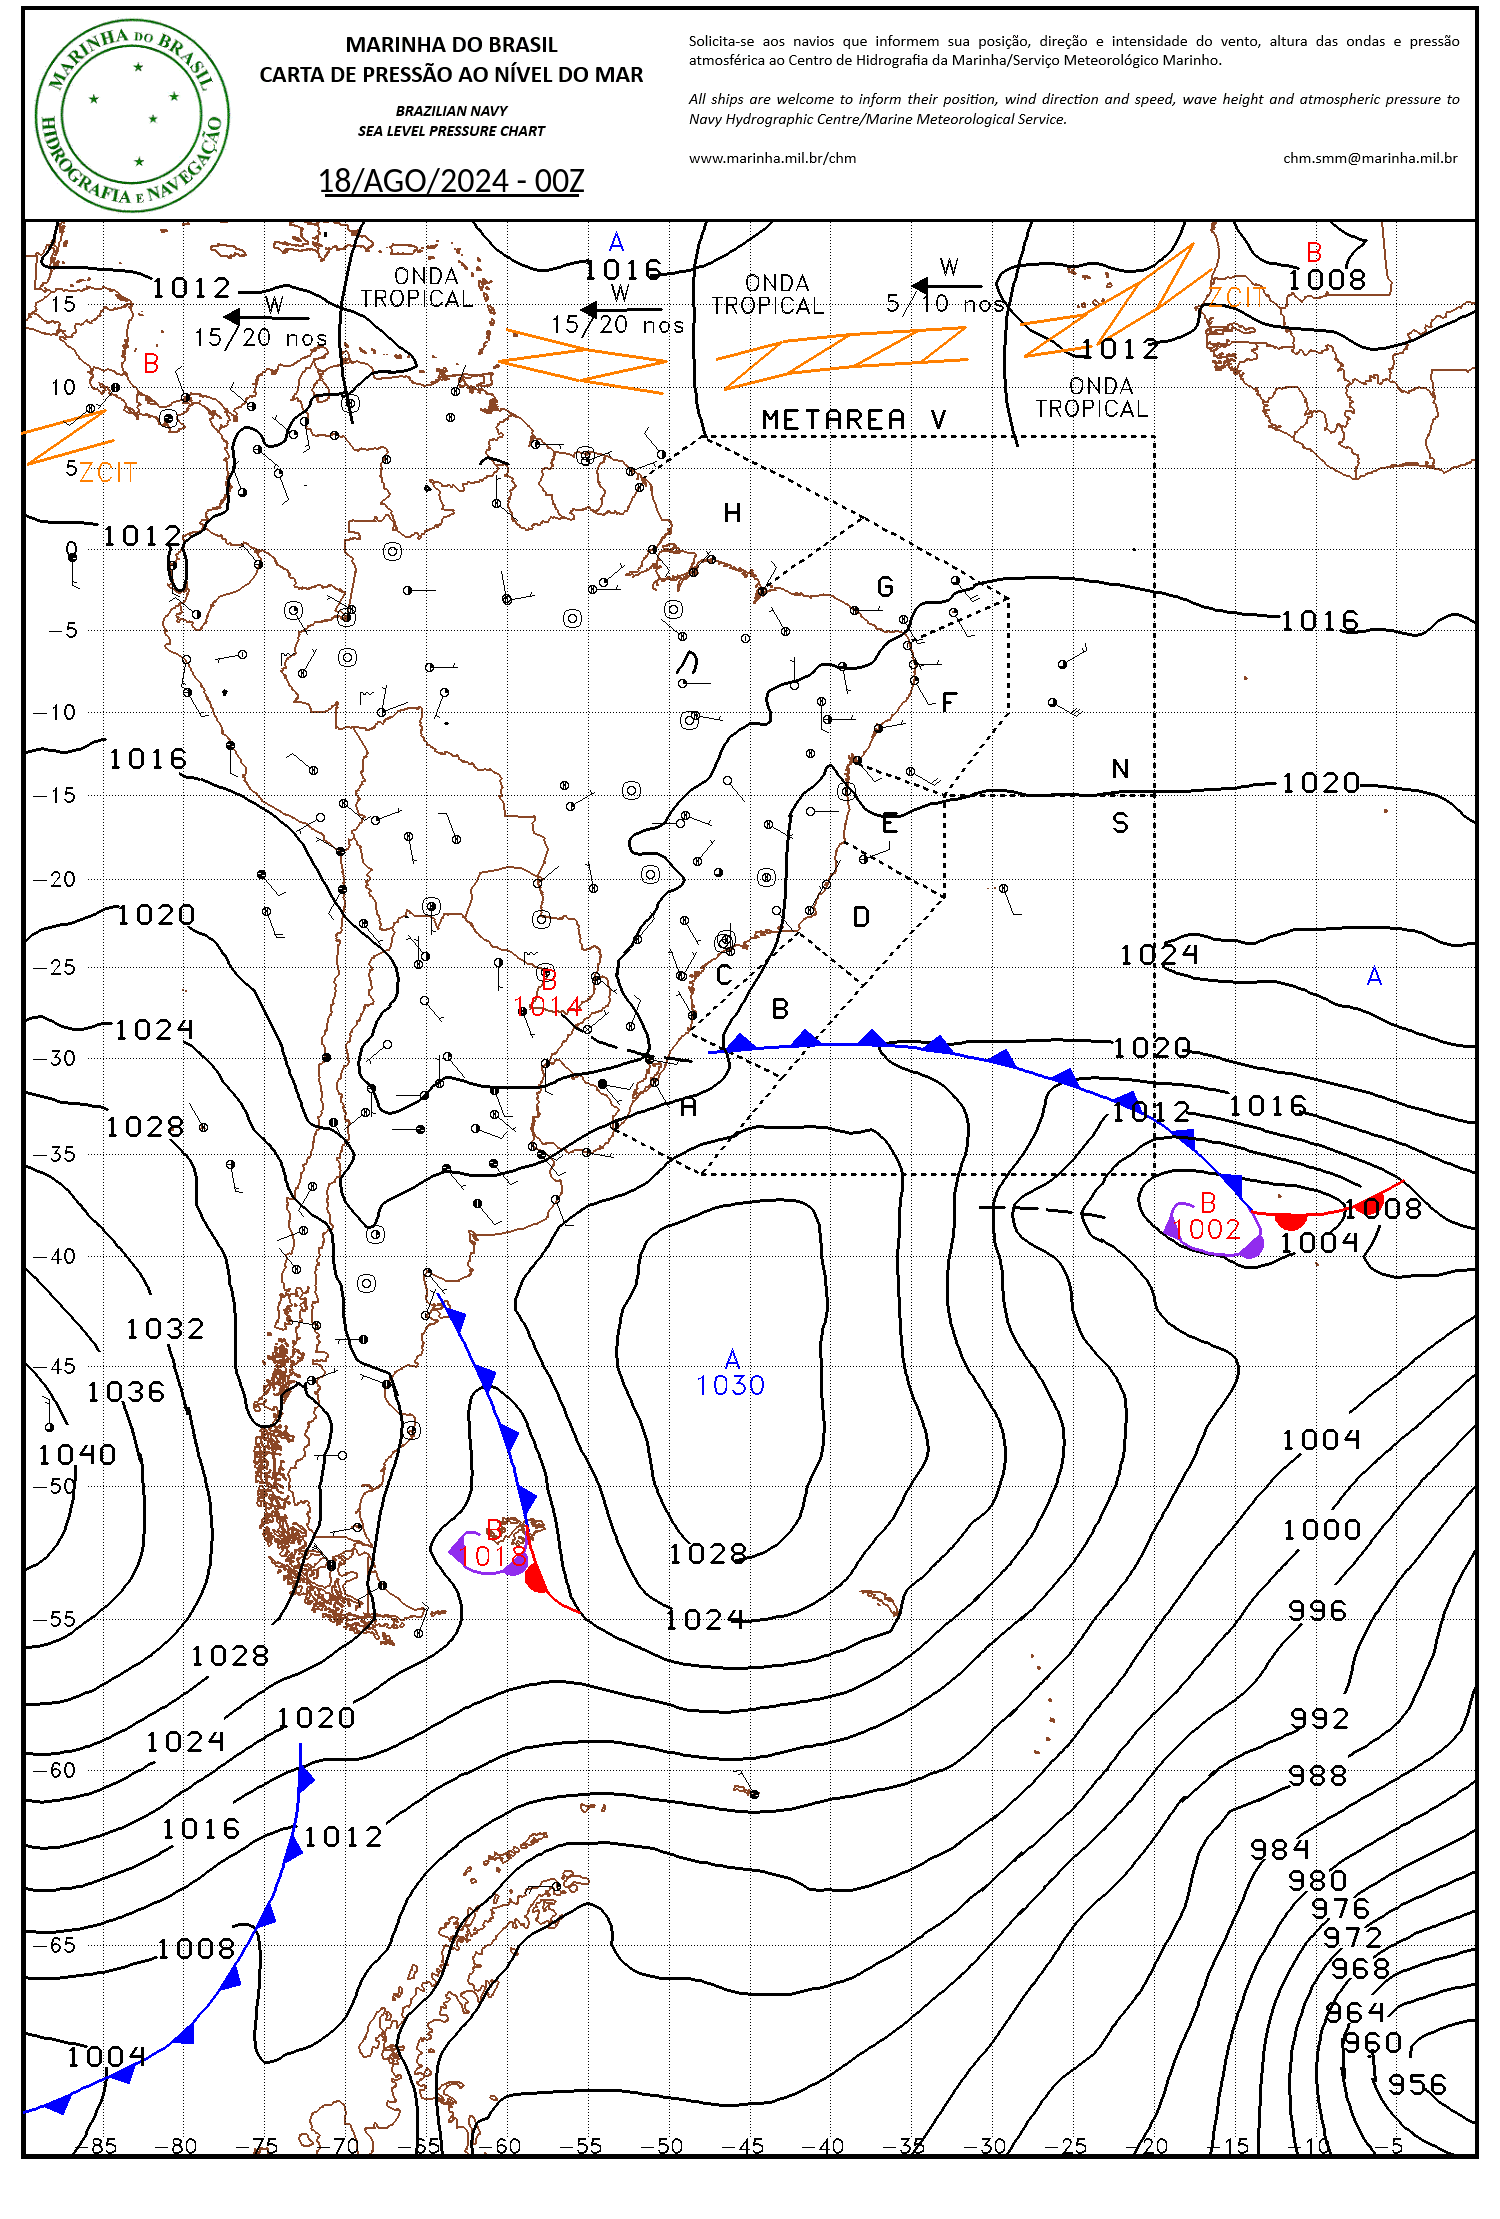 MARINHA DO BRASIL
HIDROGRAFIA E NAVEGAÇÃO
MARINHA DO BRASIL
CARTA DE PRESSÃO AO NÍVEL DO MAR
BRAZILIAN NAVY
SEA LEVEL PRESSURE CHART
18/AGO/2024 - 00Z
Solicita-se aos navios que informem sua posição, direção e intensidade do vento, altura das ondas e pressão
atmosférica ao Centro de Hidrografia da Marinha/Serviço Meteorológico Marinho.
All ships are welcome to inform their position, wind direction and speed, wave height and atmospheric pressure to
Navy Hydrographic Centre/Marine Meteorological Service.
www.marinha.mil.br/chm chm.smm@marinha.mil.br
A
1016
B
1008
ONDA
TROPICAL
ONDA
TROPICAL
W
5/10 nos
1012
W
15/20 nos
W
15/20 nos
ZCIT
15
B
1012
10
ONDA
TROPICAL
METAREA V
5
ZCIT
H
1012
0
G
1016
-5
F
-10
1016
N
1020
-15
E
S
-20
1020
D
1024
-25
C
A
B
1014
B
1024
-30
1020
A
1012
1016
1028
-35
B
1002
1008
1004
-40
1032
-45
A
1030
1036
1004
1040
-50
B
1018
1000
1028
-55
1024
996
1028
1020
992
1024
-60
988
1016
1012
984
980
976
972
-65
1008
968
964
960
1004
956
-85 -80 -75 -70 -65 -60 -55 -50 -45 -40 -35 -30 -25 -20 -15 -10 -5